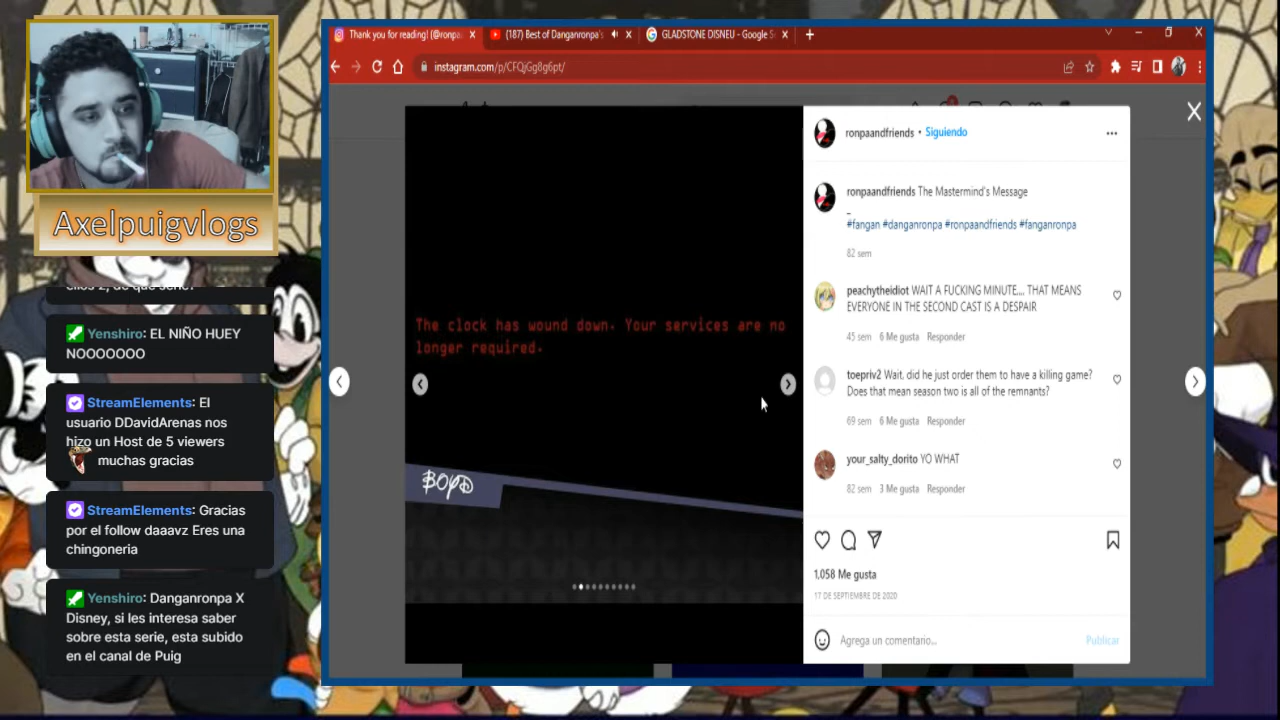 Thank you for reading! (@ronpa
(187) Best of Danganronpa's
GLADSTONE DISNEU - Google S
instagram.com/p/CFQjGg8g6pt/
Axelpuigvlogs
Yenshiro: EL NIÑO HUEY
NOOOOOOO
StreamElements: El
usuario DDavidArenas nos
hizo un Host de 5 viewers
muchas gracias
StreamElements: Gracias
por el follow daaavz Eres una
chingoneria
Yenshiro: Danganronpa X
Disney, si les interesa saber
sobre esta serie, esta subido
en el canal de Puig
The clock has wound down. Your services are no
longer required.
BOYD
ronpaandfriends • Siguiendo
ronpaandfriends The Mastermind's Message
_
#fangan #danganronpa #ronpaandfriends #fanganronpa
82 sem
peachytheidiot WAIT A FUCKING MINUTE,., THAT MEANS
EVERYONE IN THE SECOND CAST IS A DESPAIR
45 sem 6 Me gusta Responder
toepriv2 Wait, did he just order them to have a killing game?
Does that mean season two is all of the remnants?
69 sem 6 Me gusta Responder
your_salty_dorito YO WHAT
82 sem 3 Me gusta Responder
1,058 Me gusta
17 DE SEPTIEMBRE DE 2020
Agrega un comentario...
Publicar